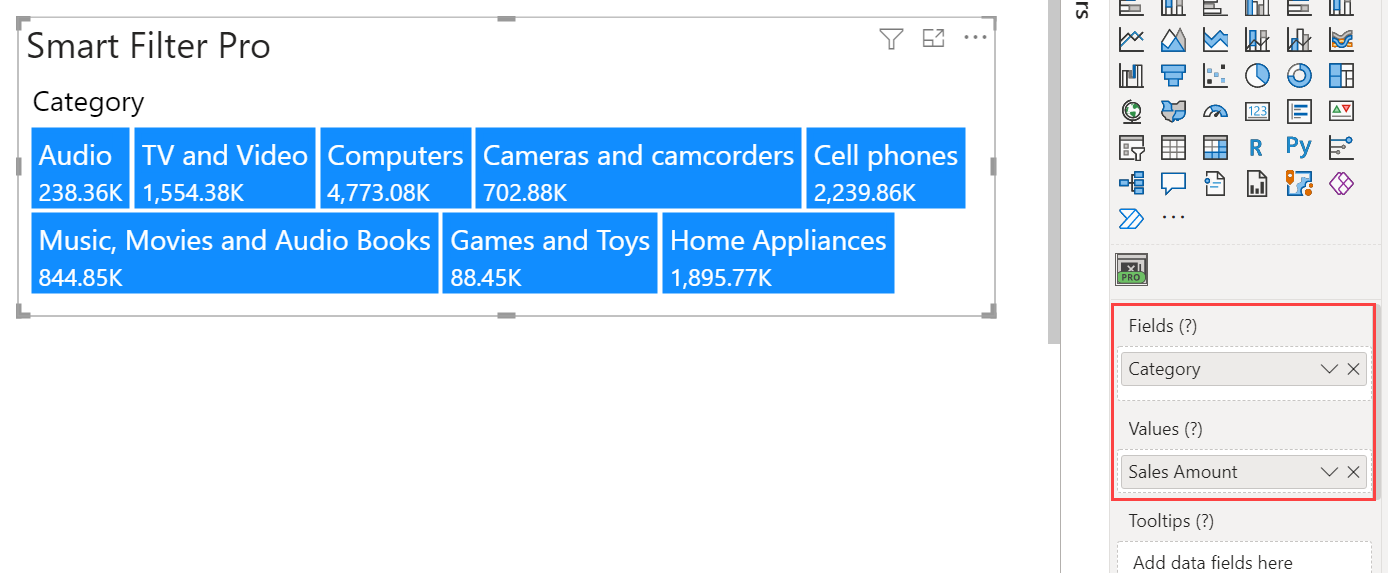 Smart Filter Pro
Category
Audio
238.36K
TV and Video
1,554.38K
Computers
4,773.08K
Cameras and camcorders
702.88K
Cell phones
2,239.86K
Music, Movies and Audio Books
844.85K
Games and Toys
88.45K
Home Appliances
1,895.77K
rs
123
R
Py
PRO
Fields (?)
Category
Values (?)
Sales Amount
Tooltips (?)
Add data fields here